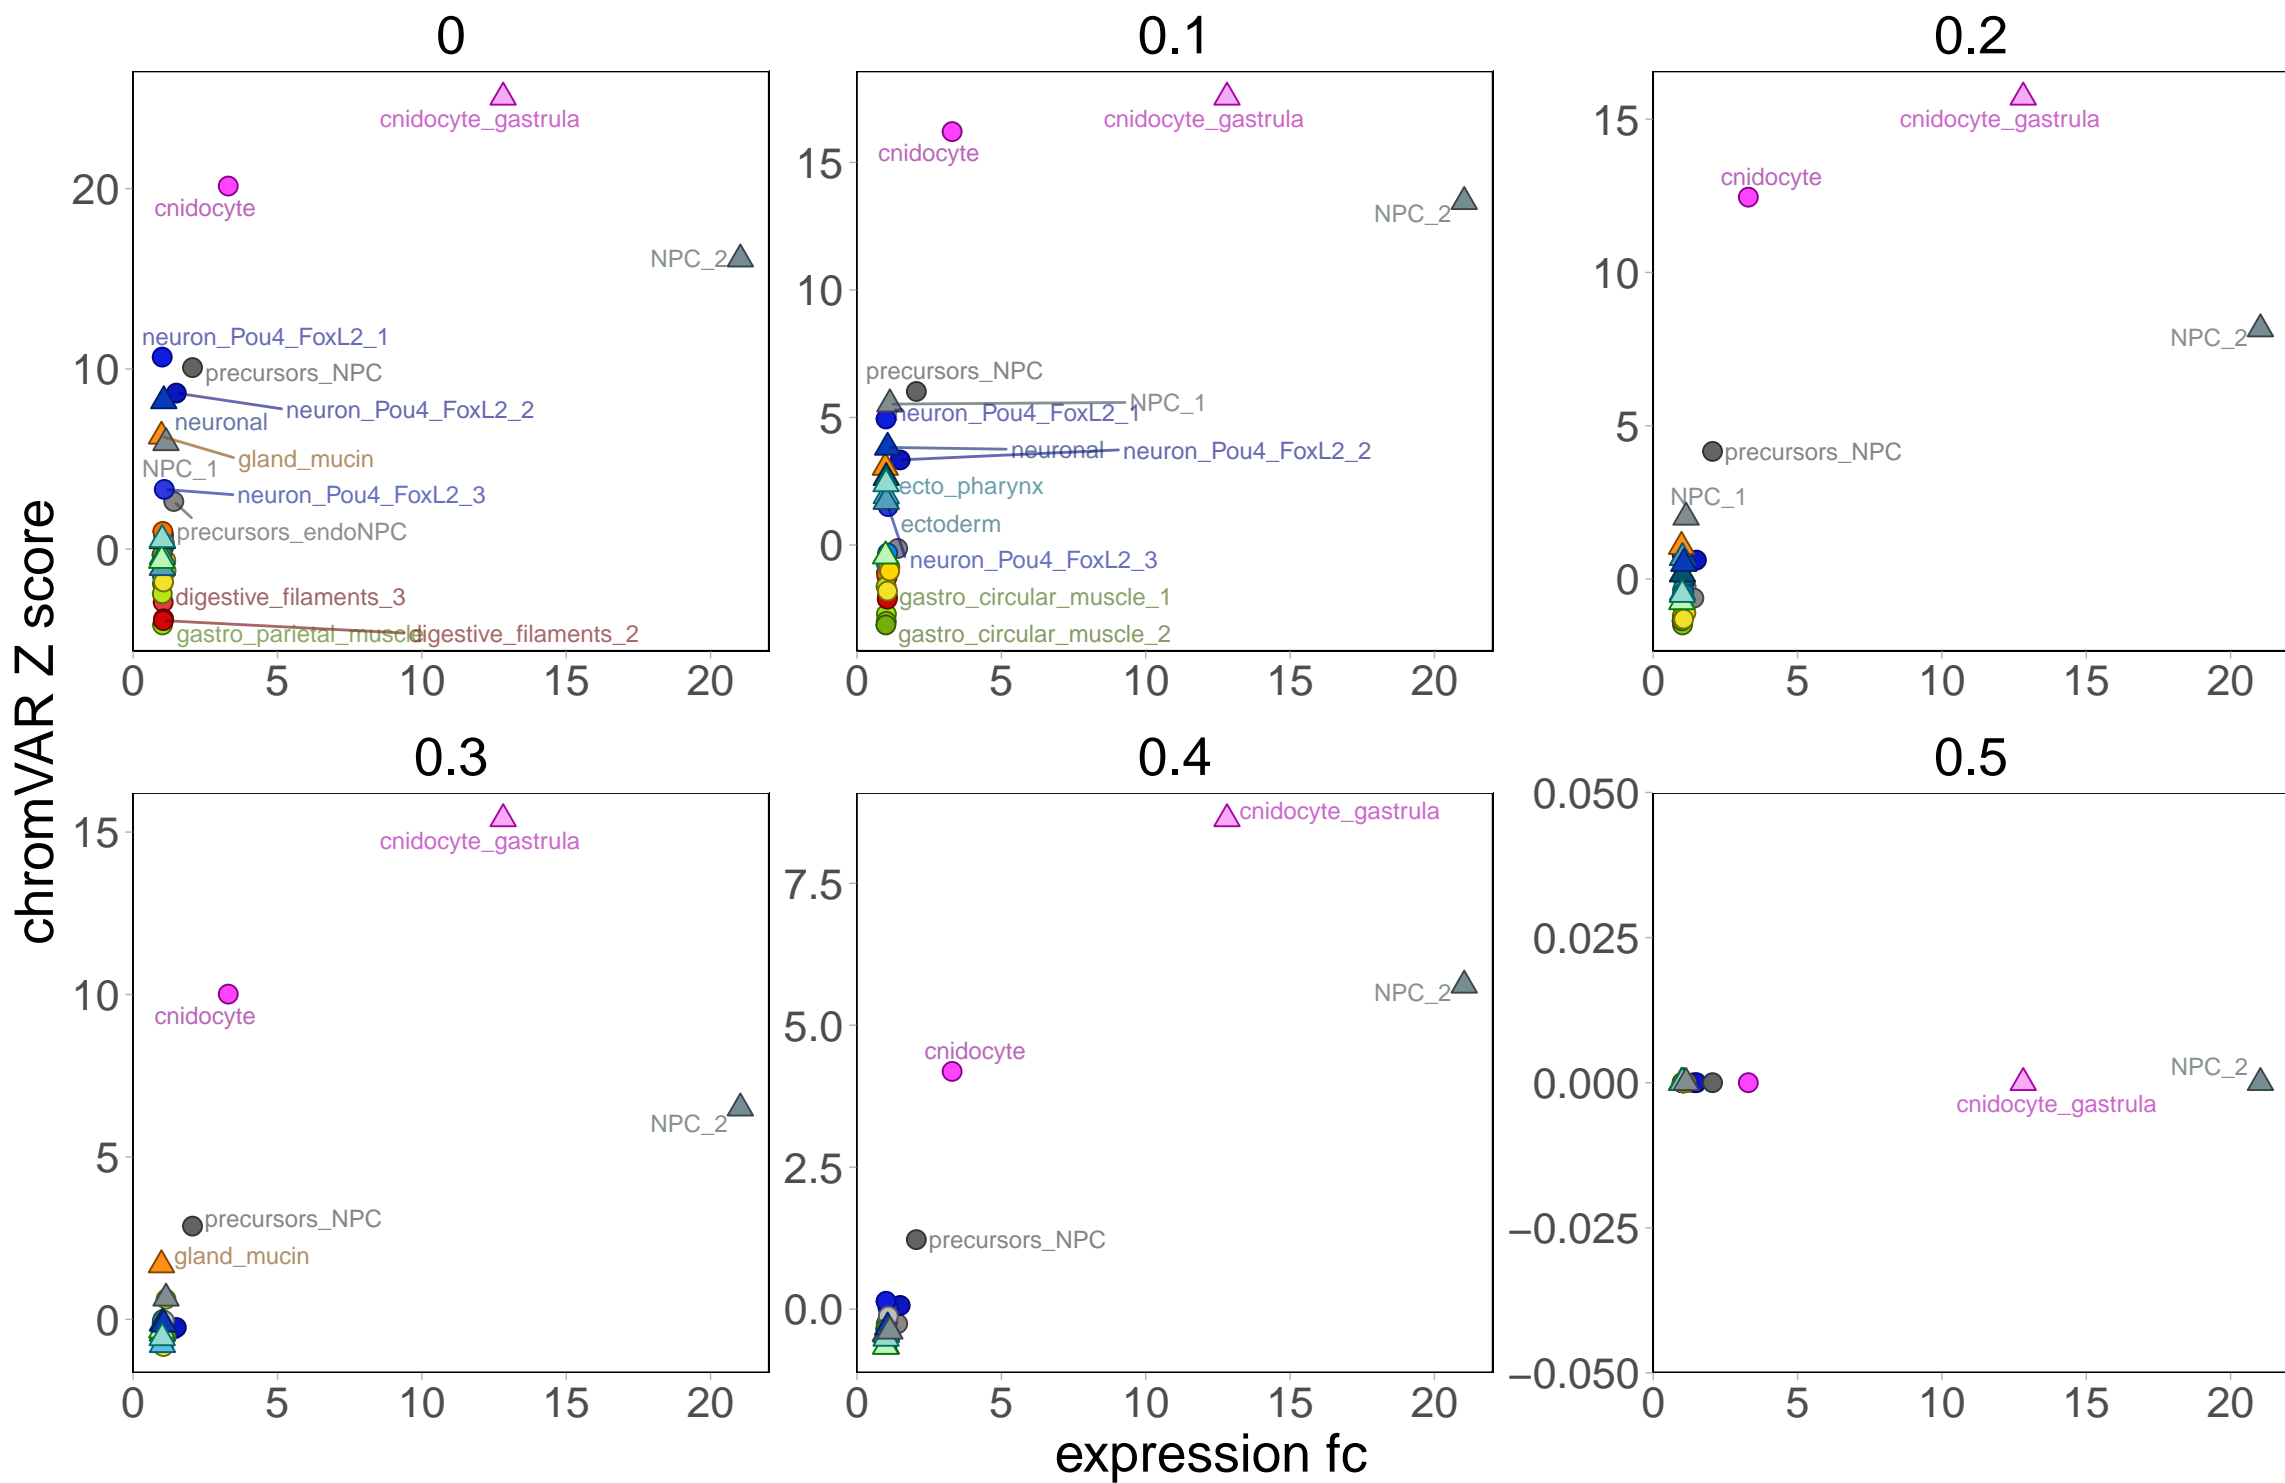 0
0.1
0.2
chromVAR Z score
20
10
0
cnidocyte_gastrula
cnidocyte
NPC_2
neuron_Pou4_FoxL2_1
precursors_NPC
neuron_Pou4_FoxL2_2
neuronal
gland_mucin
NPC_1
neuron_Pou4_FoxL2_3
precursors_endoNPC
digestive_filaments_3
gastro_parietal_muscle
digestive_filaments_2
0 5 10 15 20
15
10
5
0
cnidocyte_gastrula
cnidocyte
NPC_2
precursors_NPC
NPC_1
neuron_Pou4_FoxL2_1
neuronal
neuron_Pou4_FoxL2_2
ecto_pharynx
ectoderm
neuron_Pou4_FoxL2_3
gastro_circular_muscle_1
gastro_circular_muscle_2
0 5 10 15 20
15
10
5
0
cnidocyte_gastrula
cnidocyte
NPC_2
precursors_NPC
NPC_1
0 5 10 15 20
0.3
0.4
0.5
15
10
5
0
cnidocyte_gastrula
cnidocyte
NPC_2
precursors_NPC
gland_mucin
0 5 10 15 20
7.5
5.0
2.5
0.0
cnidocyte_gastrula
NPC_2
cnidocyte
precursors_NPC
0 5 10 15 20
0.050
0.025
0.000
−0.025
−0.050
NPC_2
cnidocyte_gastrula
0 5 10 15 20
expression fc